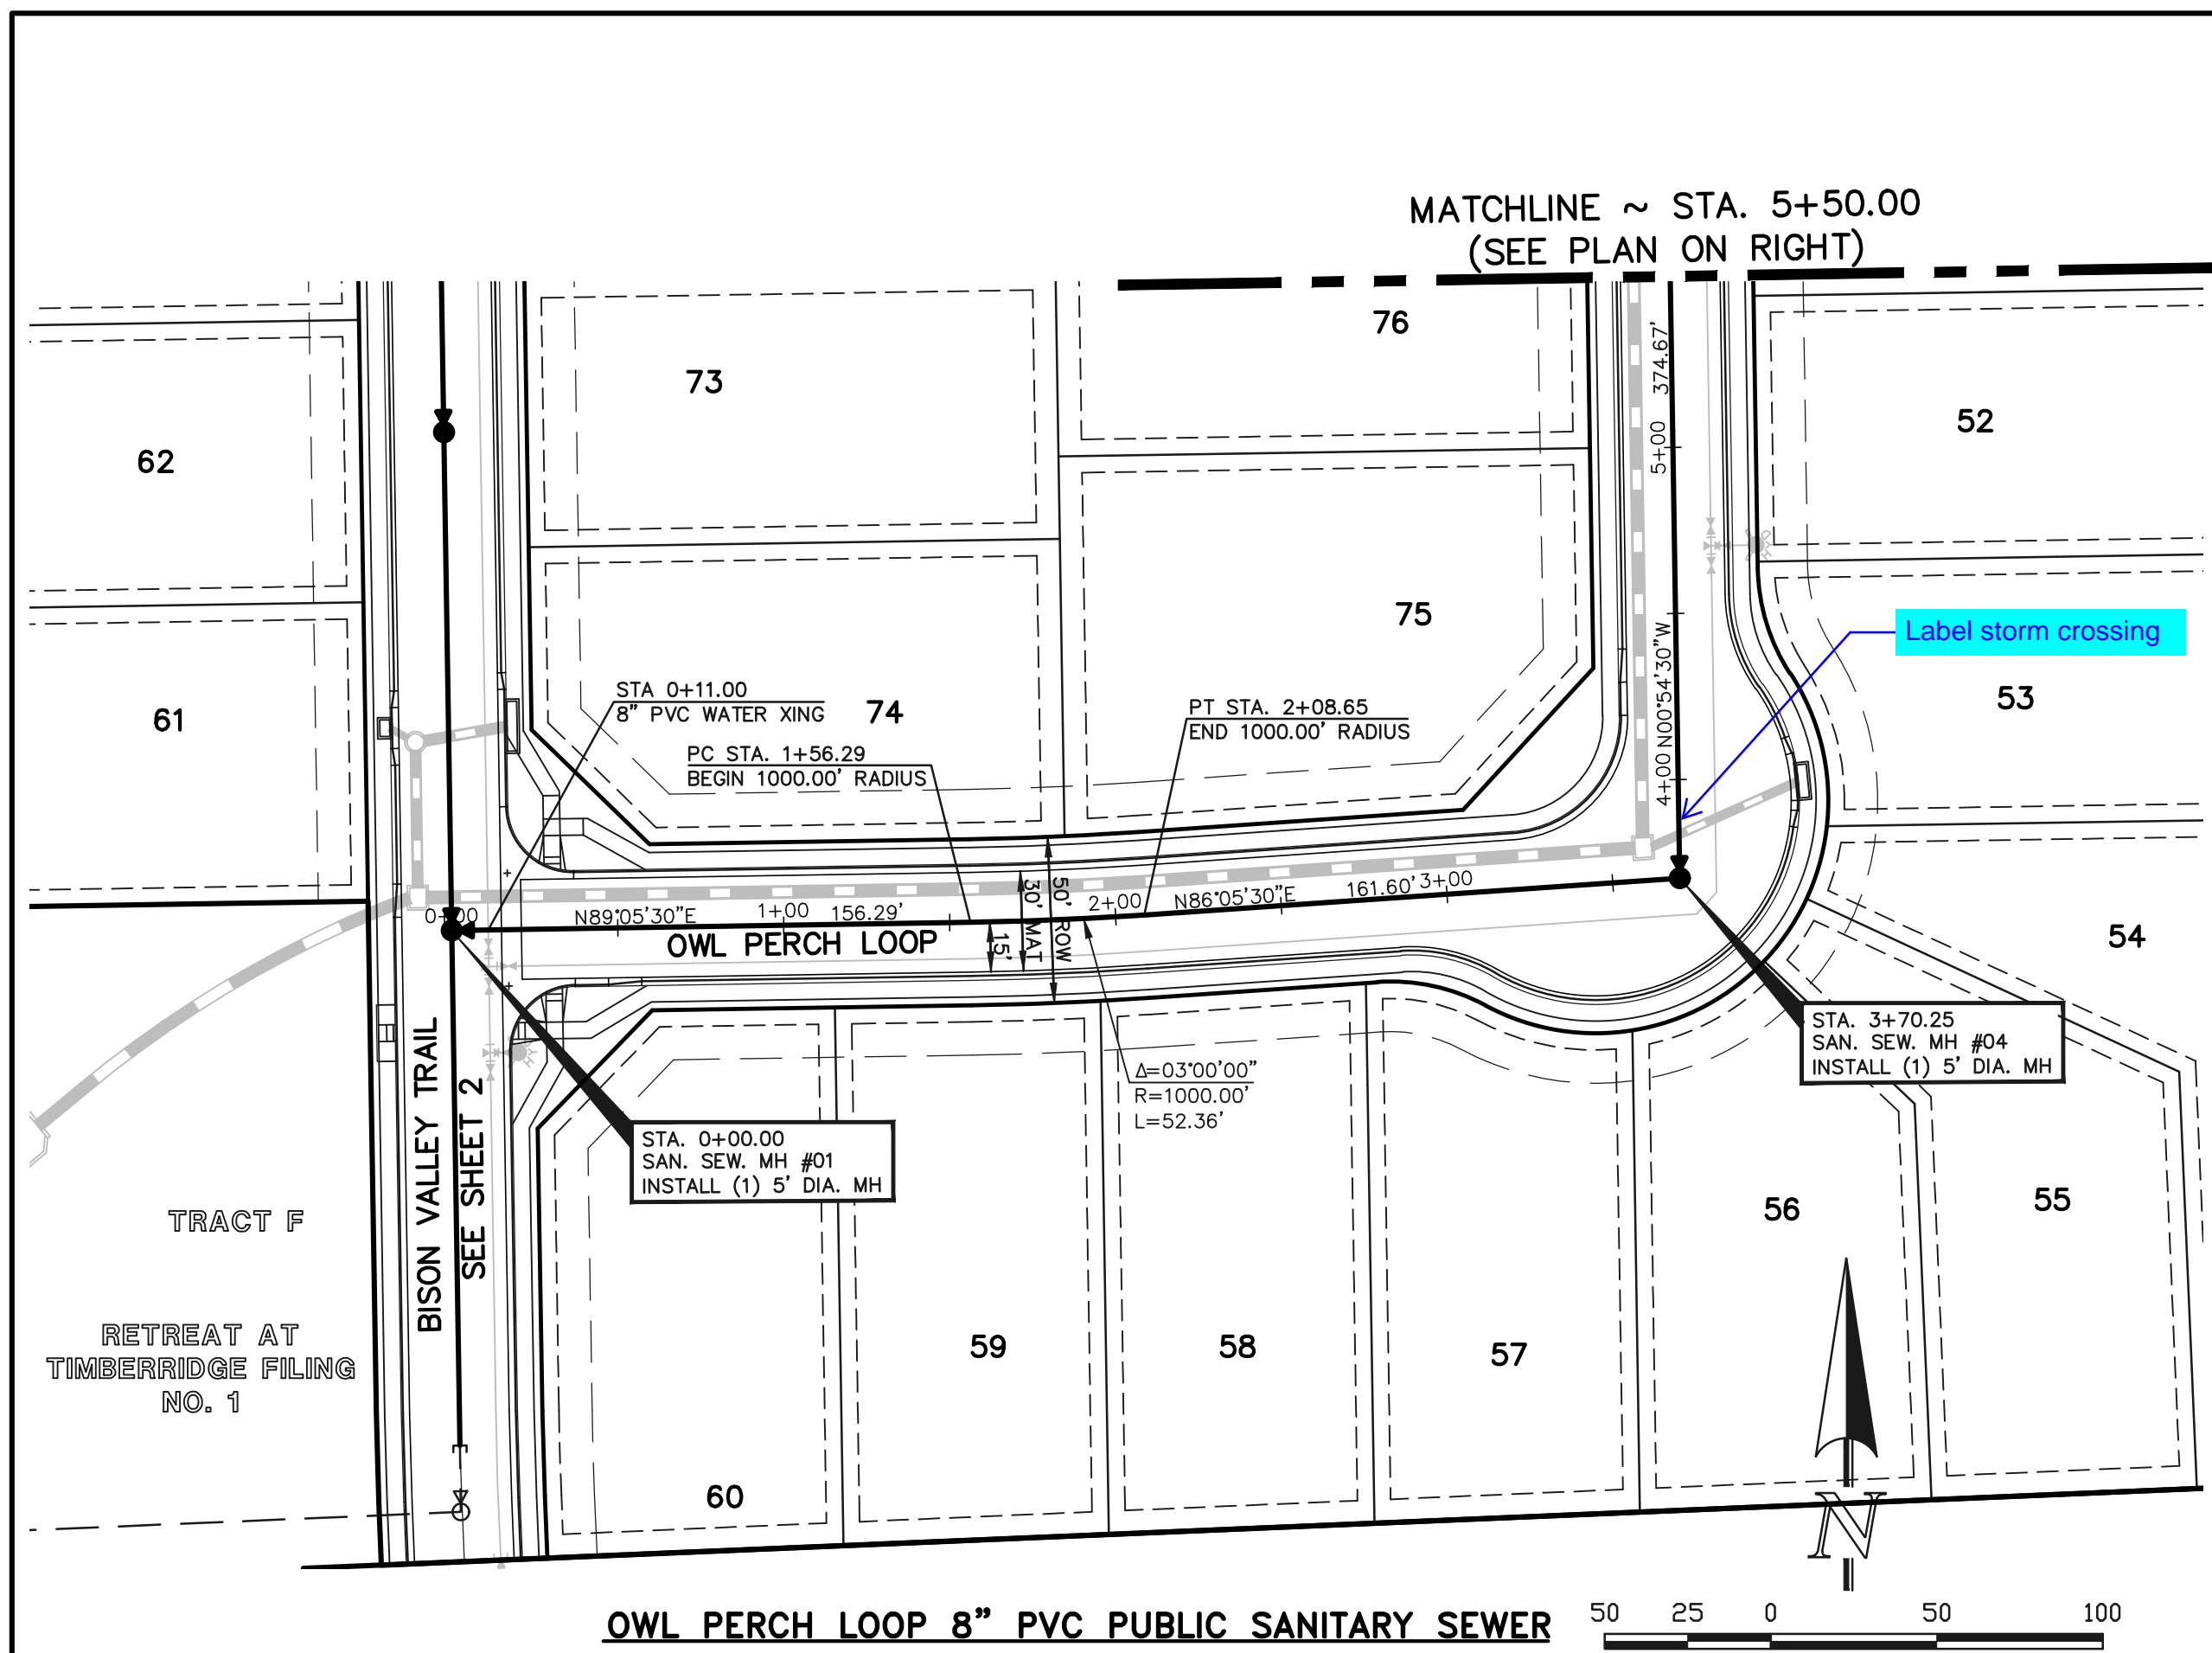 MATCHLINE ~ STA. 5+50.00
(SEE PLAN ON RIGHT)
76
73
374.67'
52
62
5+00
75
Label storm crossing
N00°54'30"W
STA 0+11.00
8" PVC WATER XING
74
53
61
PT STA. 2+08.65
END 1000.00' RADIUS
PC STA. 1+56.29
BEGIN 1000.00' RADIUS
4+00
0+00
N89°05'30"E
1+00
156.29'
2+00
N86°05'30"E
161.60'
3+00
OWL PERCH LOOP
15'
30' MAT
50' ROW
54
STA. 3+70.25
SAN. SEW. MH #04
INSTALL (1) 5' DIA. MH
HYD
HYD
BISON VALLEY TRAIL
SEE SHEET 2
Δ=03°00'00"
R=1000.00'
L=52.36'
STA. 0+00.00
SAN. SEW. MH #01
INSTALL (1) 5' DIA. MH
TRACT F
56
55
RETREAT AT
TIMBERRIDGE FILING
NO. 1
59
58
57
60
N
OWL PERCH LOOP 8" PVC PUBLIC SANITARY SEWER
50 25 0 50 100